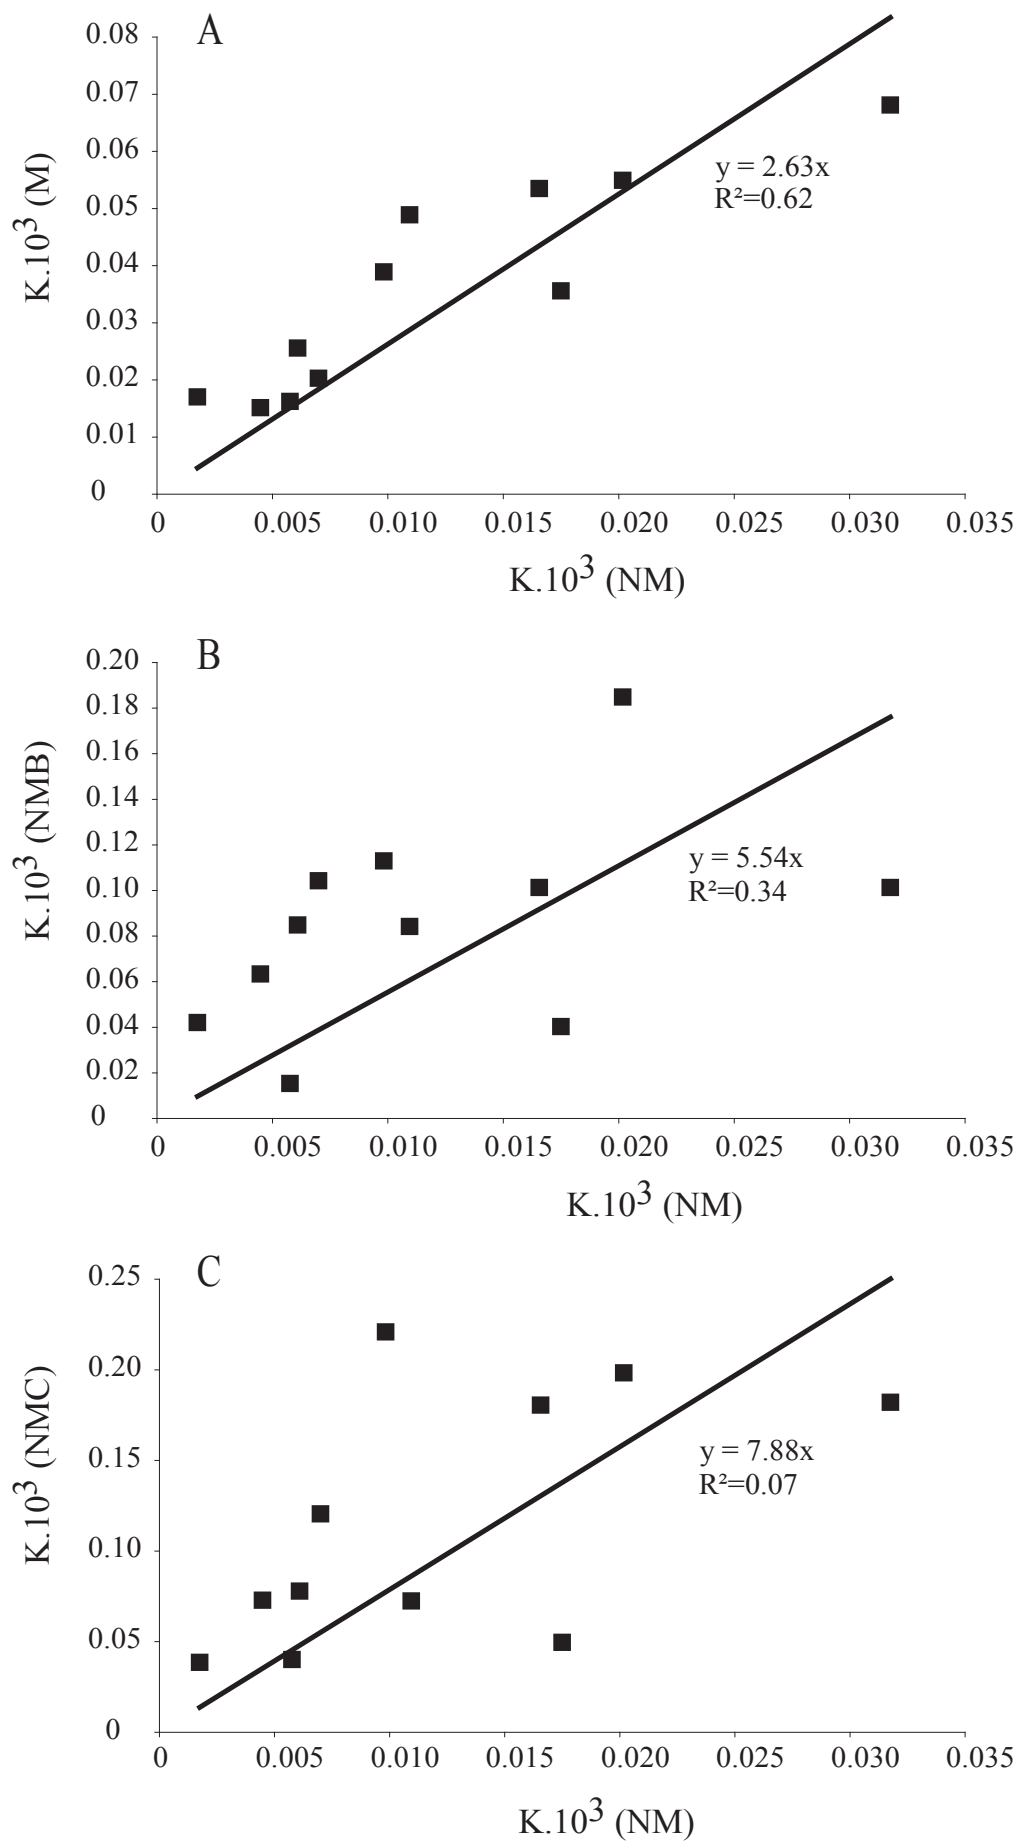 A
0.08
0.07
0.06
0.05
0.04
0.03
0.02
0.01
0
K.10³ (M)
y = 2.63x
R²=0.62
0 0.005 0.010 0.015 0.020 0.025 0.030 0.035
K.10³ (NM)
B
0.20
0.18
0.16
0.14
0.12
0.10
0.08
0.06
0.04
0.02
0
K.10³ (NMB)
y = 5.54x
R²=0.34
0 0.005 0.010 0.015 0.020 0.025 0.030 0.035
K.10³ (NM)
C
0.25
0.20
0.15
0.10
0.05
0
K.10³ (NMC)
y = 7.88x
R²=0.07
0 0.005 0.010 0.015 0.020 0.025 0.030 0.035
K.10³ (NM)